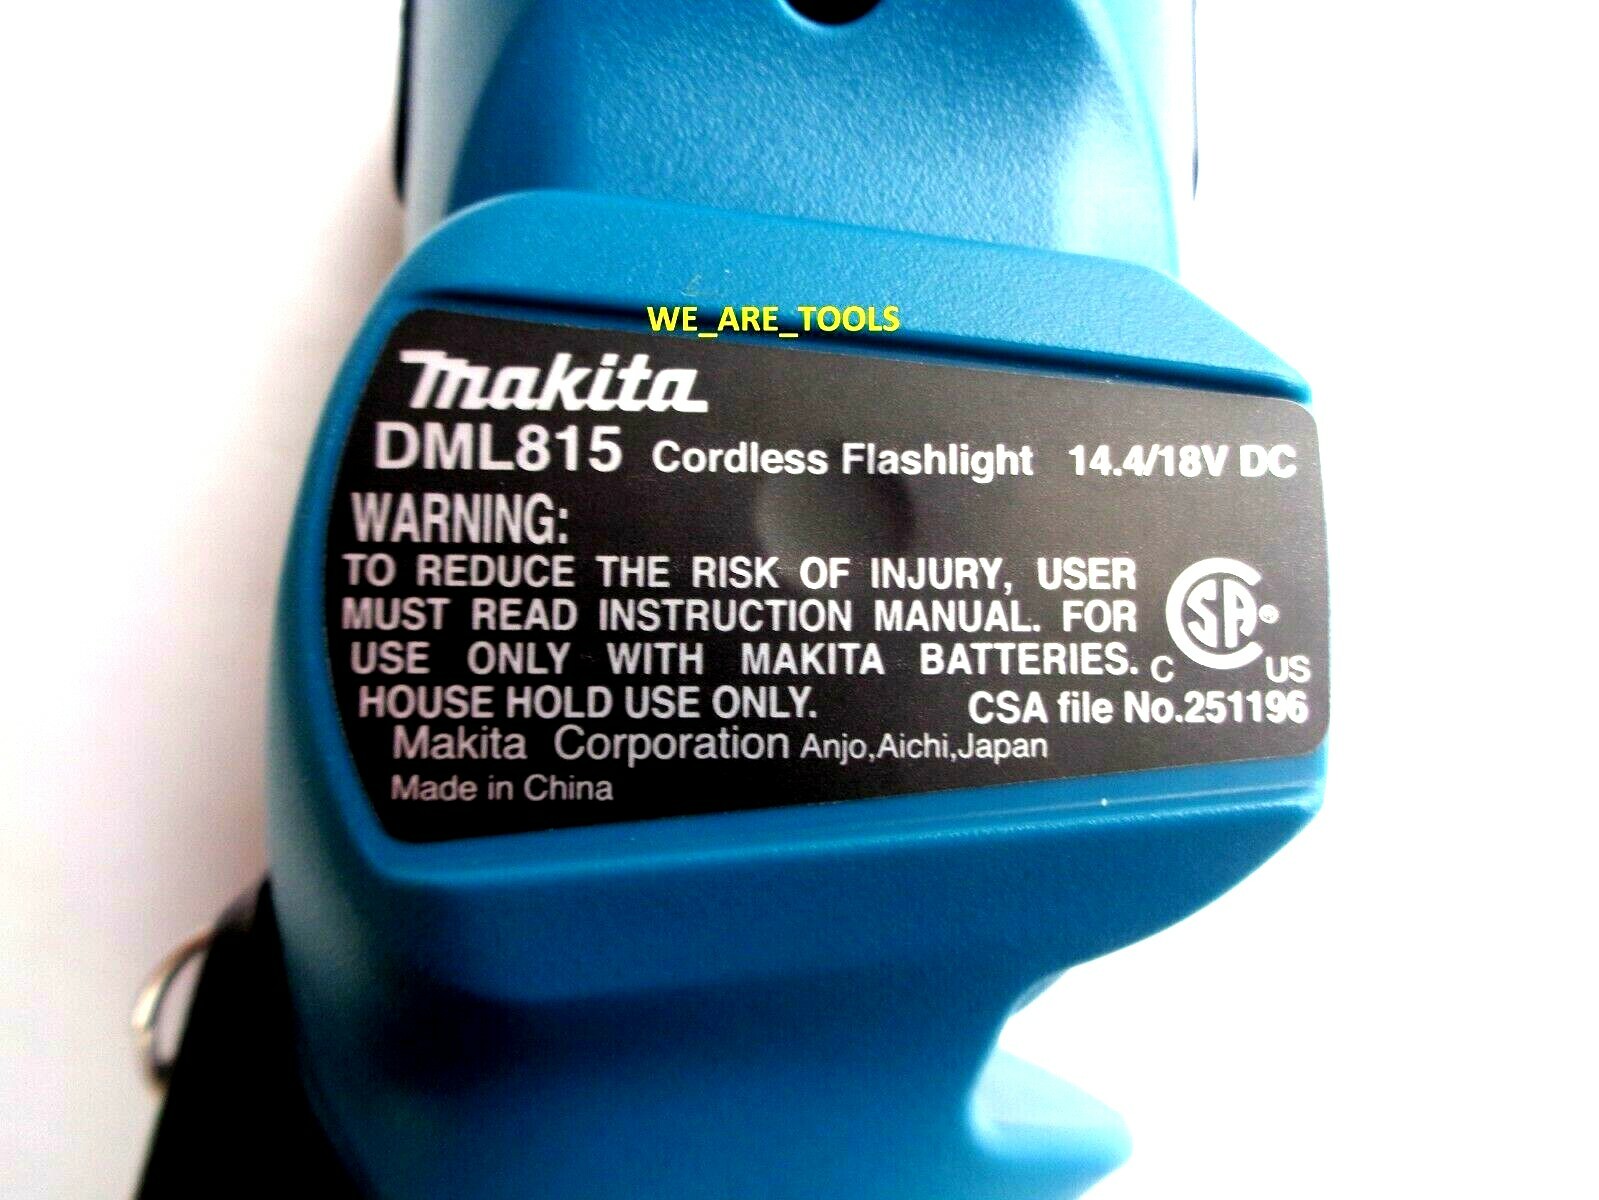 WE_ARE_TOOLS
makita
DML815 Cordless Flashlight 14.4/18V DC
WARNING:
TO REDUCE THE RISK OF INJURY, USER
MUST READ INSTRUCTION MANUAL. FOR
USE ONLY WITH MAKITA BATTERIES.
HOUSE HOLD USE ONLY.
C SA ® US
CSA file No.251196
Makita Corporation Anjo,Aichi,Japan
Made in China